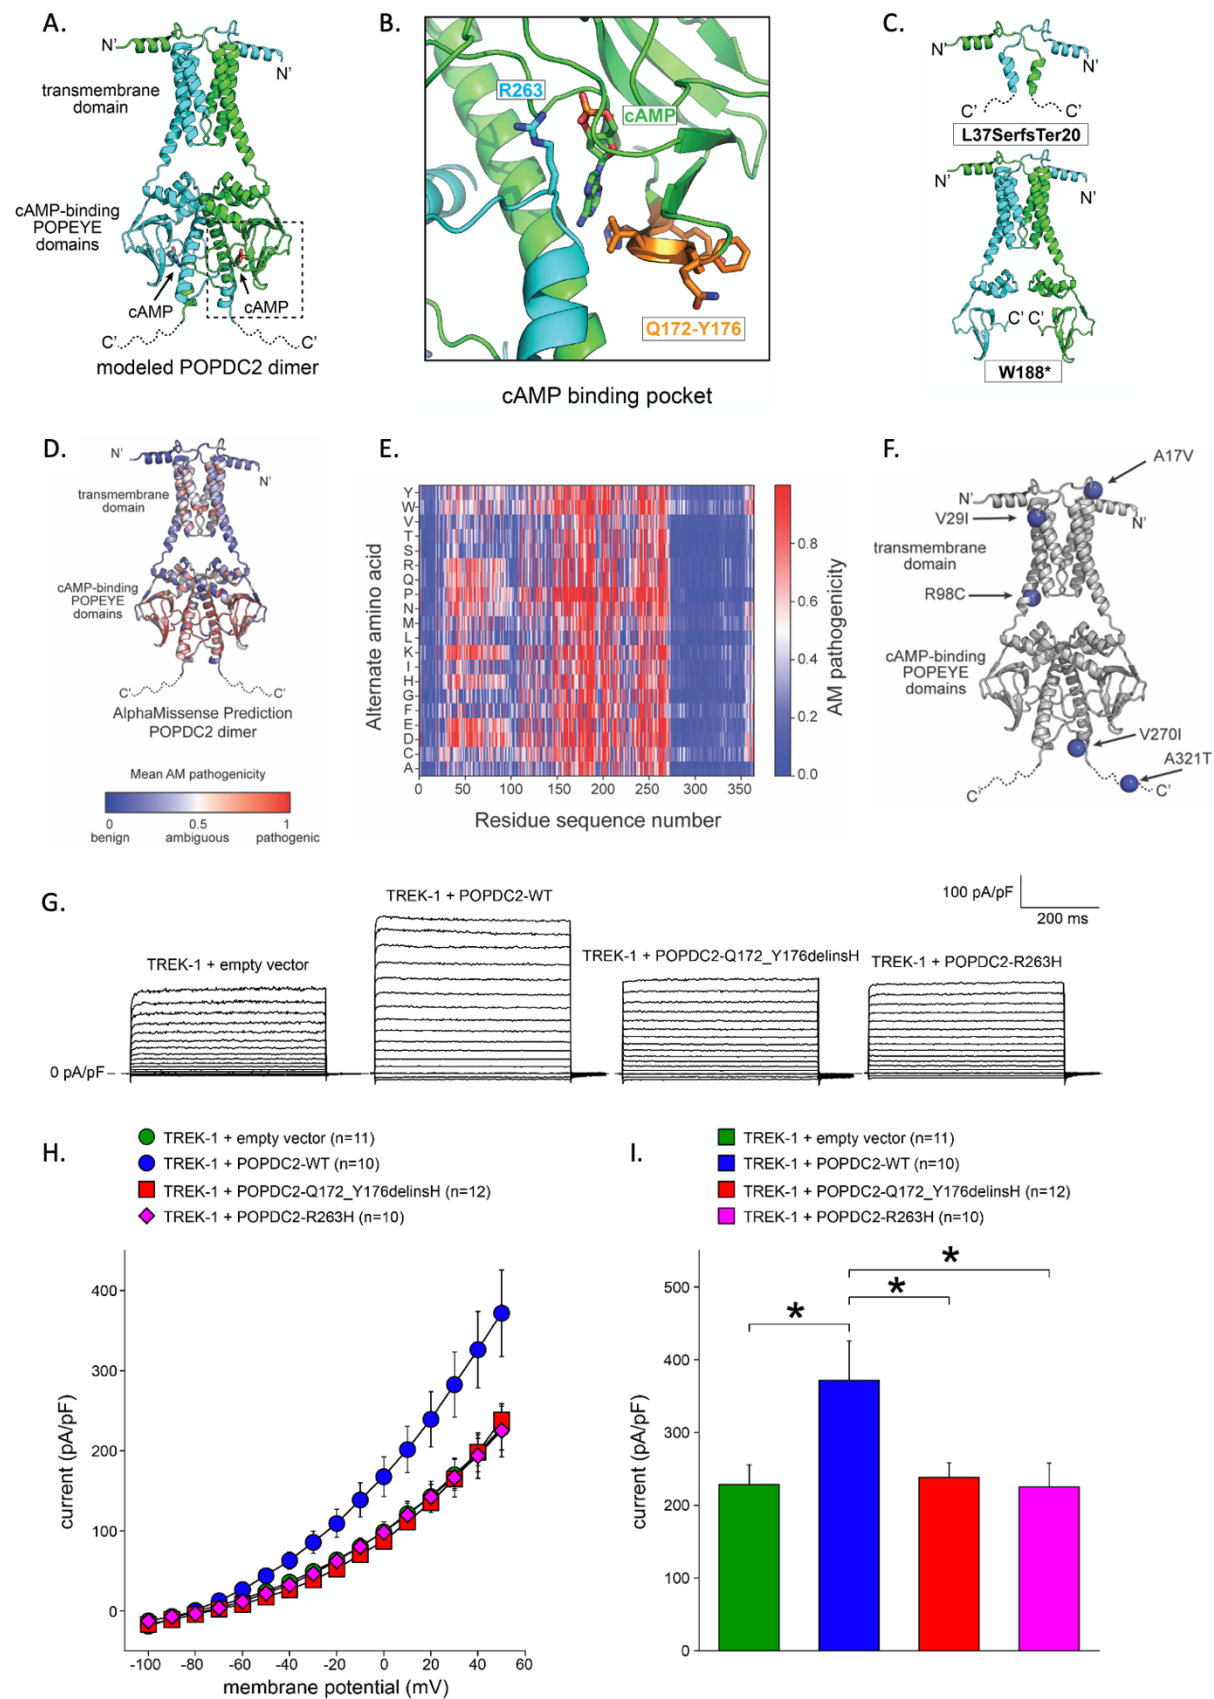 A.
N'
N'
transmembrane
domain
cAMP-binding
POPEYE
domains
cAMP
cAMP
C'
C'
modeled POPDC2 dimer
B.
R263
cAMP
Q172-Y176
cAMP binding pocket
C.
N'
N'
C'
C'
L37SerfsTer20
N'
N'
C'
C'
W188*
D.
N'
N'
transmembrane
domain
cAMP-binding
POPEYE
domains
C'
C'
AlphaMissense Prediction
POPDC2 dimer
Mean AM pathogenicity
0 0.5 1
benign ambiguous pathogenic
E.
Alternate amino acid
Y
W
V
T
S
R
Q
P
N
M
L
K
I
H
G
F
E
D
C
A
0 50 100 150 200 250 300 350
Residue sequence number
0.8
0.6
0.4
0.2
0.0
AM pathogenicity
F.
A17V
N'
N'
V29I
transmembrane
domain
R98C
cAMP-binding
POPEYE
domains
V270I
A321T
C'
C'
G.
TREK-1 + empty vector
TREK-1 + POPDC2-WT
TREK-1 + POPDC2-Q172_Y176delinsH
TREK-1 + POPDC2-R263H
100 pA/pF
200 ms
0 pA/pF
H.
TREK-1 + empty vector (n=11)
TREK-1 + POPDC2-WT (n=10)
TREK-1 + POPDC2-Q172_Y176delinsH (n=12)
TREK-1 + POPDC2-R263H (n=10)
current (pA/pF)
400
300
200
100
0
-100 -80 -60 -40 -20 0 20 40 60
membrane potential (mV)
I.
TREK-1 + empty vector (n=11)
TREK-1 + POPDC2-WT (n=10)
TREK-1 + POPDC2-Q172_Y176delinsH (n=12)
TREK-1 + POPDC2-R263H (n=10)
current (pA/pF)
500
400
300
200
100
0
*
*
*